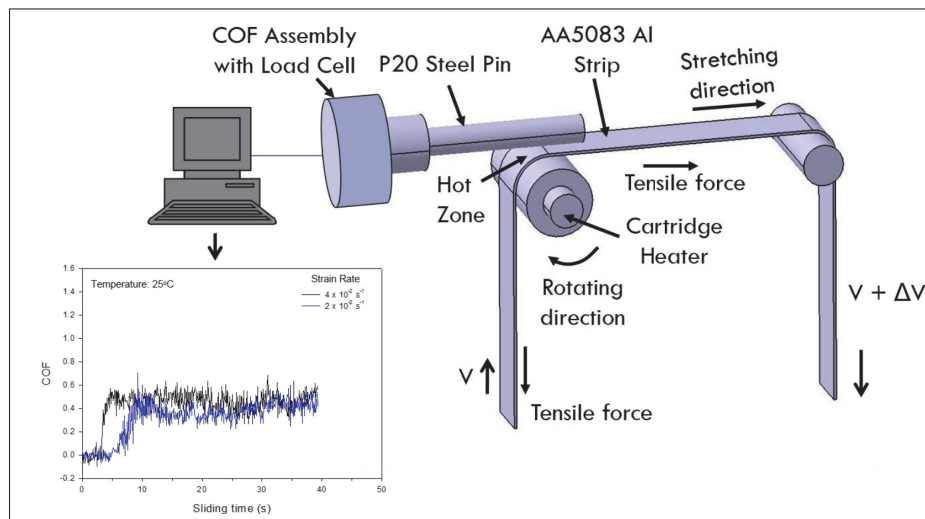 COF Assembly
with Load Cell
P20 Steel Pin
AA5083 Al
Strip
Stretching
direction
Hot
Zone
Tensile force
Cartridge
Heater
Rotating
direction
V
Tensile force
V + ΔV
Temperature: 25°C
Strain Rate
4 x 10⁻² s⁻¹
2 x 10⁻² s⁻¹
COF
1.6
1.4
1.2
1.0
0.8
0.6
0.4
0.2
0.0
-0.2
0 10 20 30 40 50
Sliding time (s)